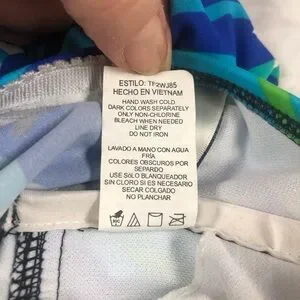 ESTILO: TF2WJ85
HECHO EN VIETNAM
HAND WASH COLD
DARK COLORS SEPARATELY
ONLY NON-CHLORINE
BLEACH WHEN NEEDED
LINE DRY
DO NOT IRON
LAVADO A MANO CON AGUA
FRÍA
COLORES OBSCUROS POR
SEPARDO
USE SÓLO BLANQUEADOR
SIN CLORO SI ES NECESARIO
SECAR COLGADO
NO PLANCHAR